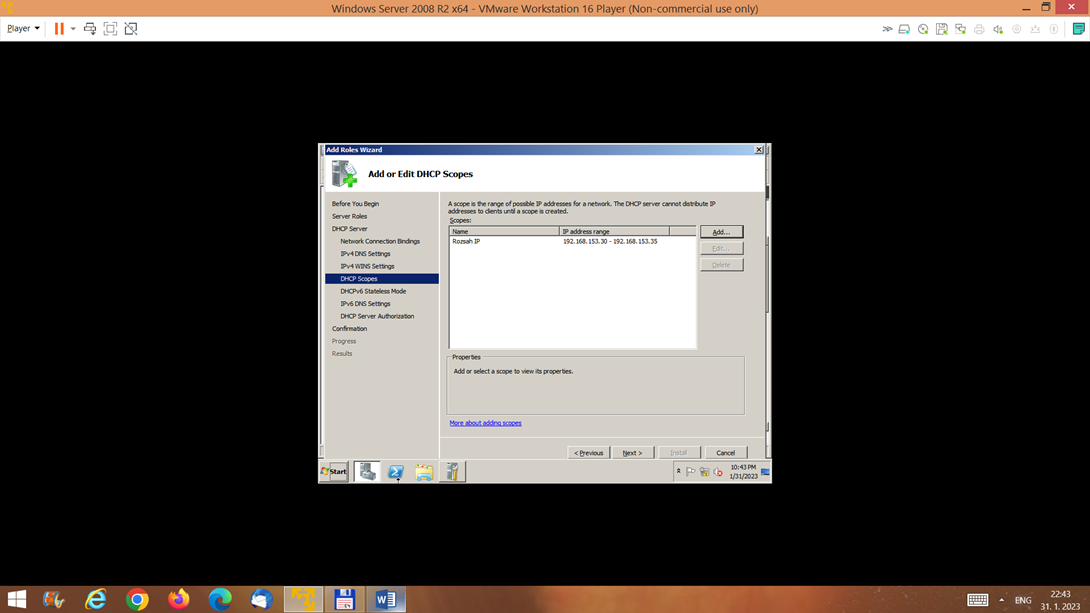 Windows Server 2008 R2 x64 - VMware Workstation 16 Player (Non-commercial use only)
Player
Add Roles Wizard
Add or Edit DHCP Scopes
Before You Begin
Server Roles
DHCP Server
Network Connection Bindings
IPv4 DNS Settings
IPv4 WINS Settings
DHCP Scopes
DHCPv6 Stateless Mode
IPv6 DNS Settings
DHCP Server Authorization
Confirmation
Progress
Results
A scope is the range of possible IP addresses for a network. The DHCP server cannot distribute IP
addresses to clients until a scope is created.
Scopes:
Name IP address range
Rozsah IP 192.168.153.30 - 192.168.153.35
Add...
Edit...
Delete
Properties
Add or select a scope to view its properties.
More about adding scopes
< Previous Next > Install Cancel
Start
10:43 PM
1/31/2023
ENG
22:43
31. 1. 2023